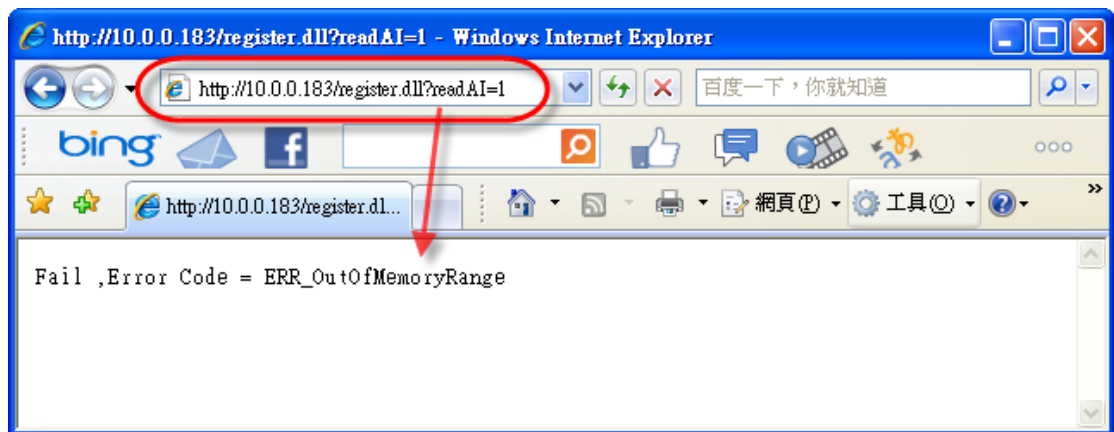 http://10.0.0.183/register.dll?readAI=1 - Windows Internet Explorer
http://10.0.0.183/register.dll?readAI=1
百度一下，你就知道
bing
f
http://10.0.0.183/register.dl...
網頁(P)
工具(O)
Fail ,Error Code = ERR_OutOfMemoryRange